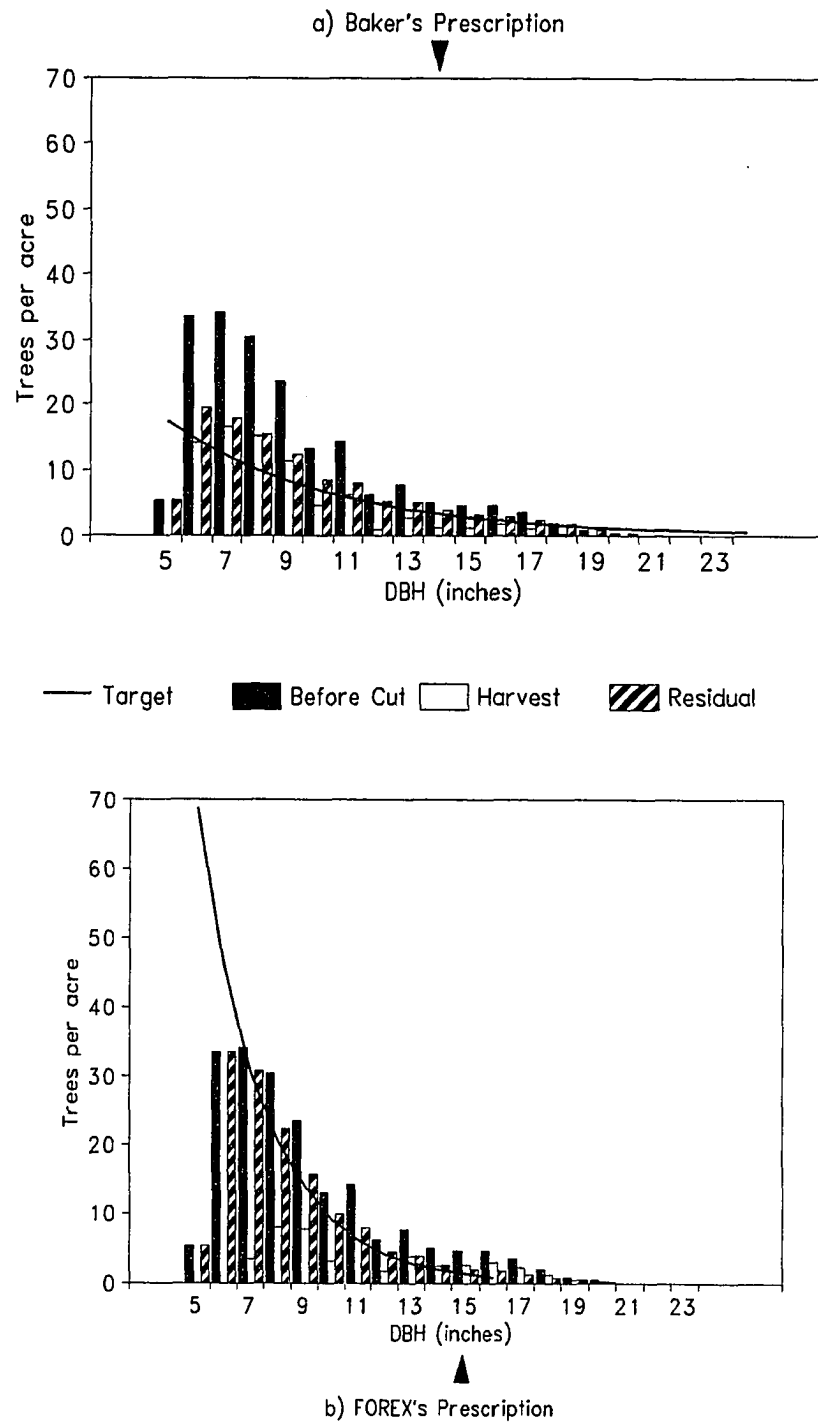 a) Baker's Prescription
70
60
50
40
30
20
10
0
Trees per acre
5 7 9 11 13 15 17 19 21 23
DBH (inches)
Target Before Cut Harvest Residual
70
60
50
40
30
20
10
0
Trees per acre
5 7 9 11 13 15 17 19 21 23
DBH (inches)
b) FOREX's Prescription